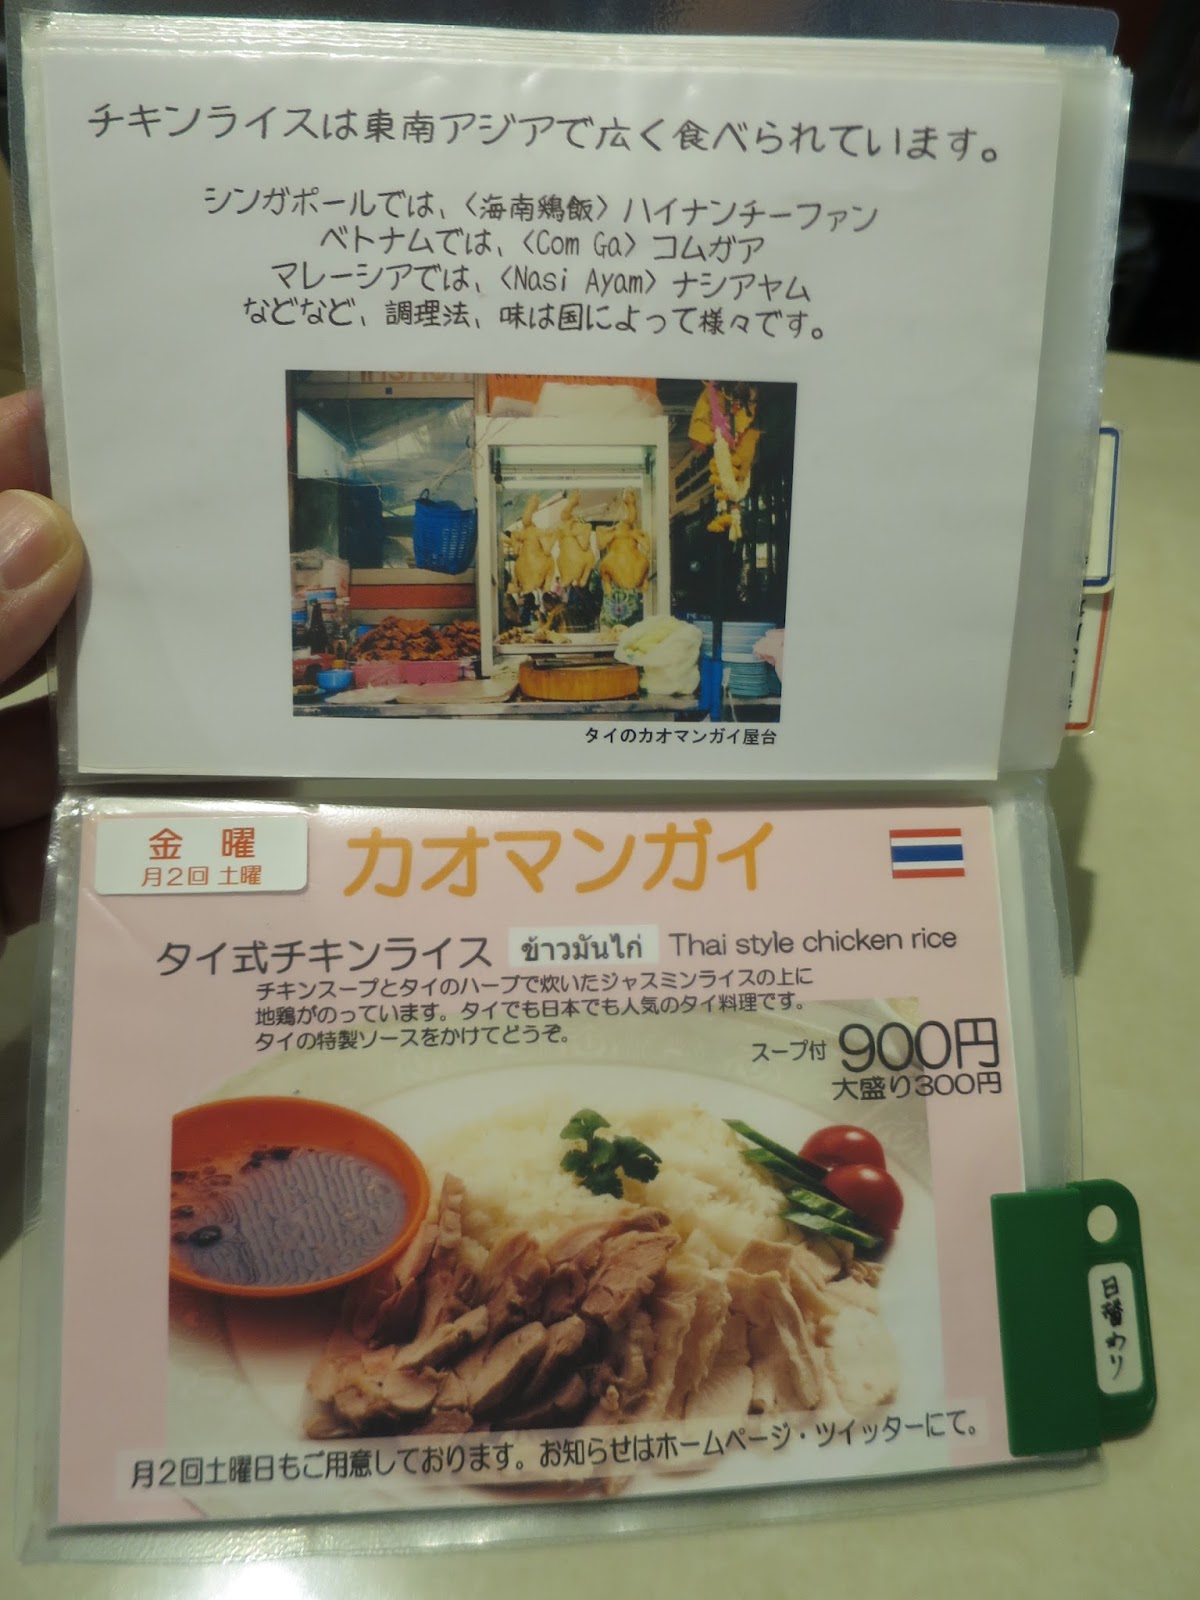 チキンライスは東南アジアで広く食べられています。
シンガポールでは、〈海南鶏飯〉ハイナンチーファン
ベトナムでは、〈Com Ga〉コムガア
マレーシアでは、〈Nasi Ayam〉ナシアヤム
などなど、調理法、味は国によって様々です。
タイのカオマンガイ屋台
金 曜
月2回 土曜
カオマンガイ
タイ式チキンライス ข้าวมันไก่ Thai style chicken rice
チキンスープとタイのハーブで炊いたジャスミンライスの上に
地鶏がのっています。タイでも日本でも人気のタイ料理です。
タイの特製ソースをかけてどうぞ。
スープ付 900円
大盛り300円
月2回土曜日もご用意しております。お知らせはホームページ・ツイッターにて。
日替わり